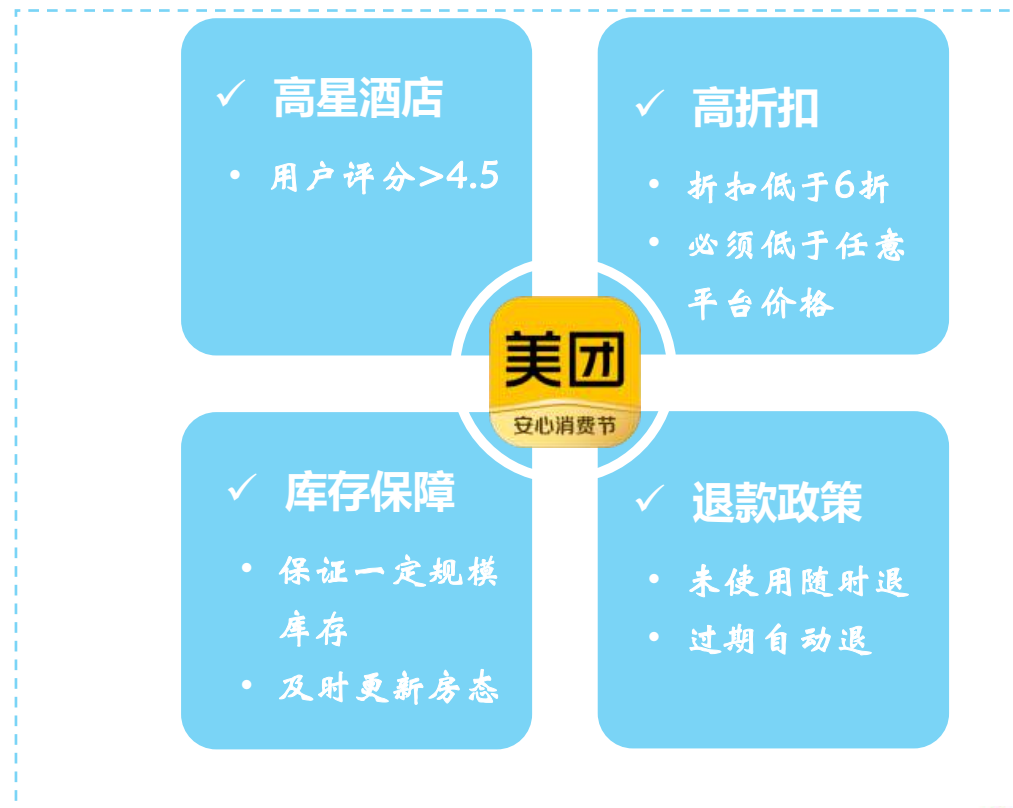 ✓ 高星酒店
• 用户评分>4.5
✓ 高折扣
• 折扣低于6折
• 必须低于任意
平台价格
美团
安心消费节
✓ 库存保障
• 保证一定规模
库存
• 及时更新房态
✓ 退款政策
• 未使用随时退
• 过期自动退